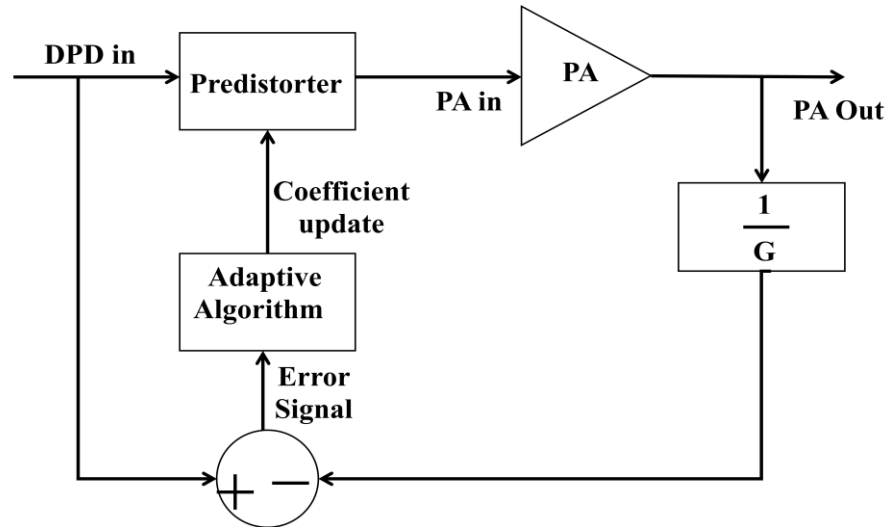 DPD in
Predistorter
PA in
PA
PA Out
1
G
Coefficient
update
Adaptive
Algorithm
Error
Signal
+
−